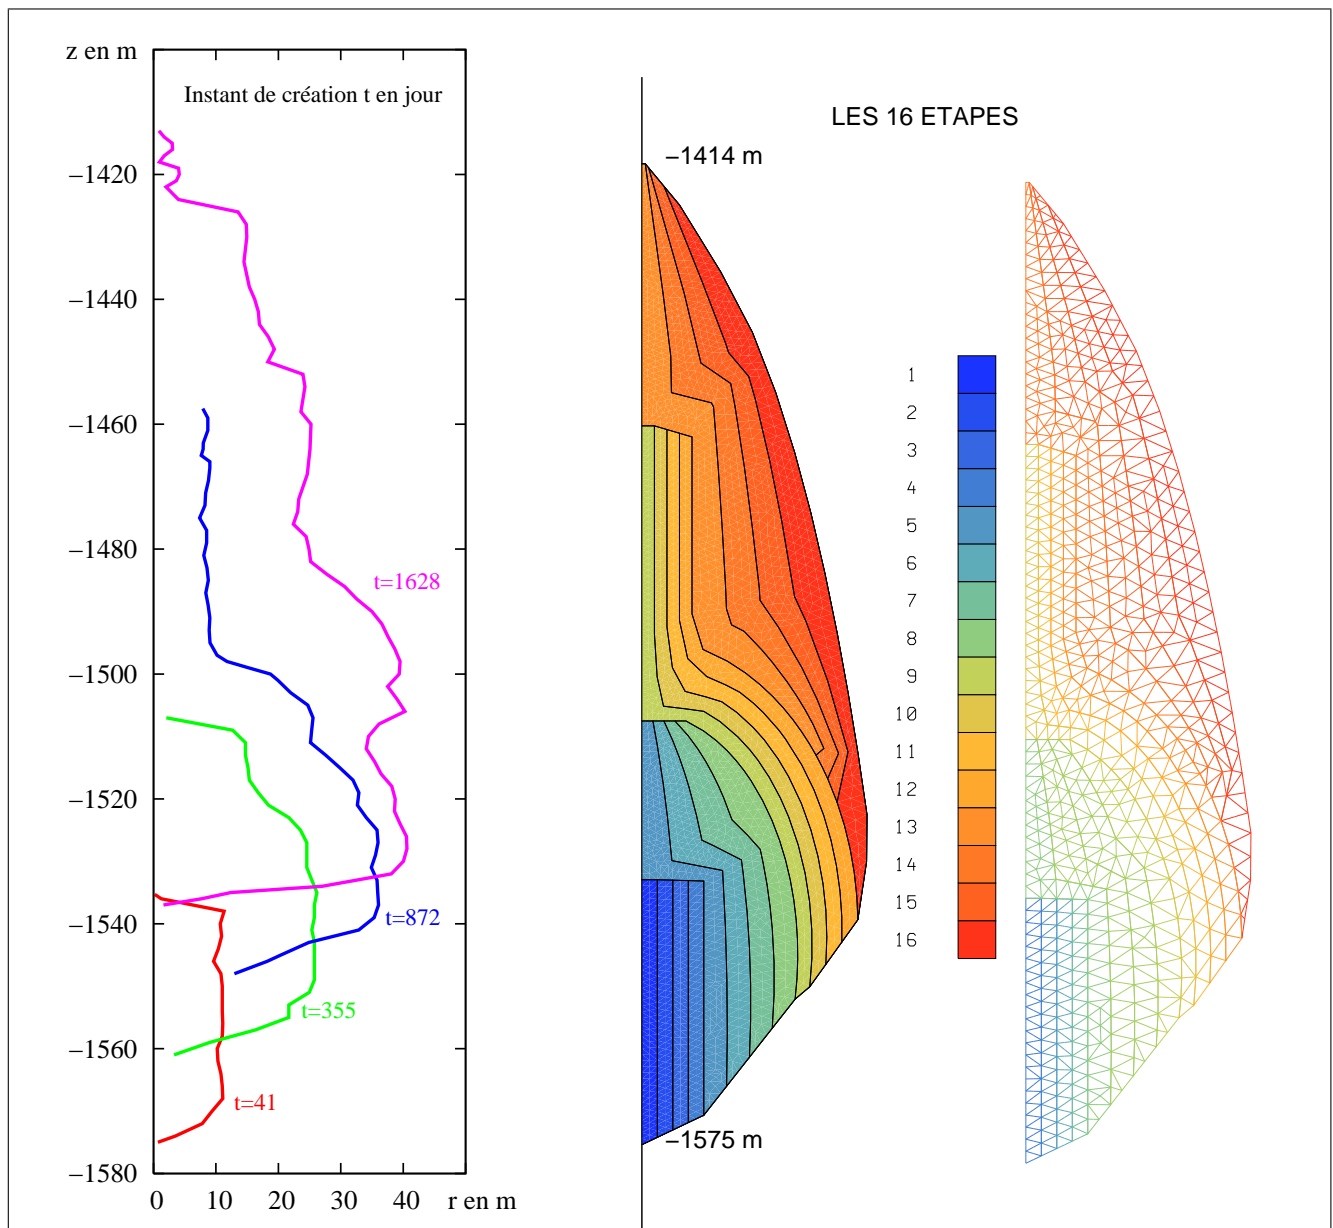 z en m
Instant de création t en jour
−1420
−1440
−1460
−1480
−1500
−1520
−1540
−1560
−1580
t=1628
t=872
t=355
t=41
0 10 20 30 40 r en m
LES 16 ETAPES
−1414 m
−1575 m
1
2
3
4
5
6
7
8
9
10
11
12
13
14
15
16